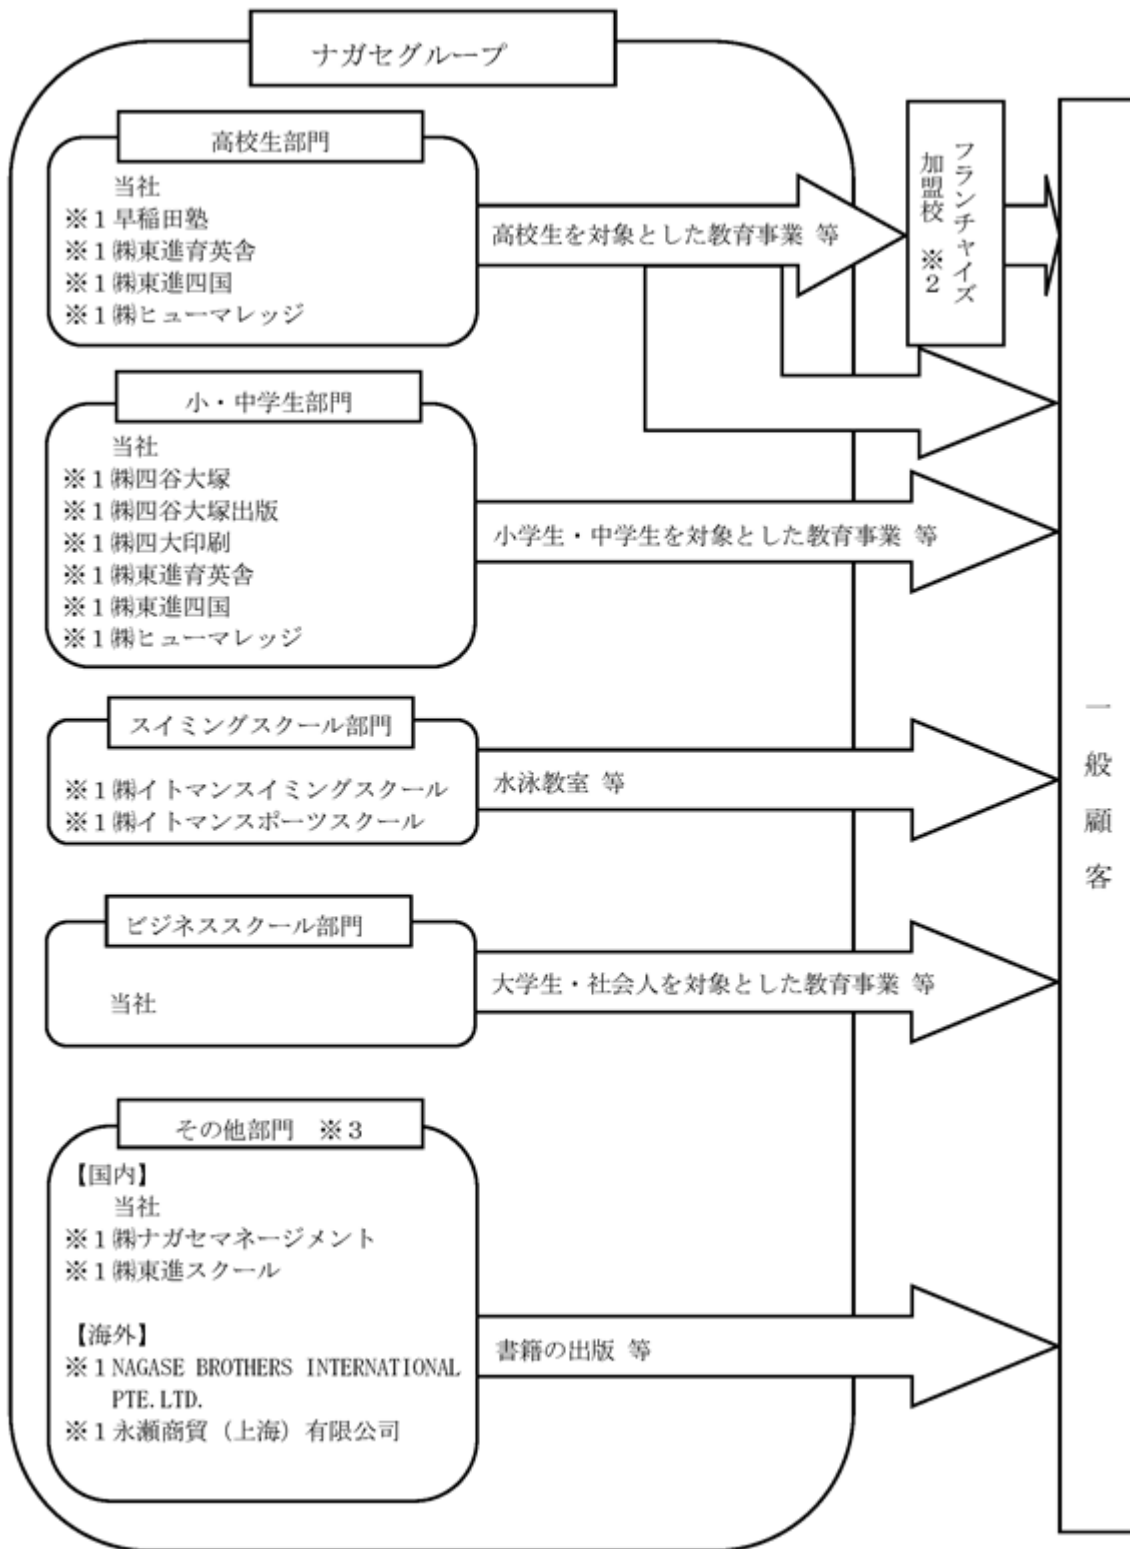 ナガセグループ
高校生部門
当社
※1早稲田塾
※1㈱東進育英舎
※1㈱東進四国
※1㈱ヒューマレッジ
高校生を対象とした教育事業 等
フランチャイズ
加盟校 ※2
小・中学生部門
当社
※1㈱四谷大塚
※1㈱四谷大塚出版
※1㈱四大印刷
※1㈱東進育英舎
※1㈱東進四国
※1㈱ヒューマレッジ
小学生・中学生を対象とした教育事業 等
スイミングスクール部門
※1㈱イトマンスイミングスクール
※1㈱イトマンスポーツスクール
水泳教室 等
ビジネススクール部門
当社
大学生・社会人を対象とした教育事業 等
その他部門 ※3
【国内】
当社
※1㈱ナガセマネージメント
※1㈱東進スクール
【海外】
※1 NAGASE BROTHERS INTERNATIONAL
PTE.LTD.
※1永瀬商貿（上海）有限公司
書籍の出版 等
一般顧客